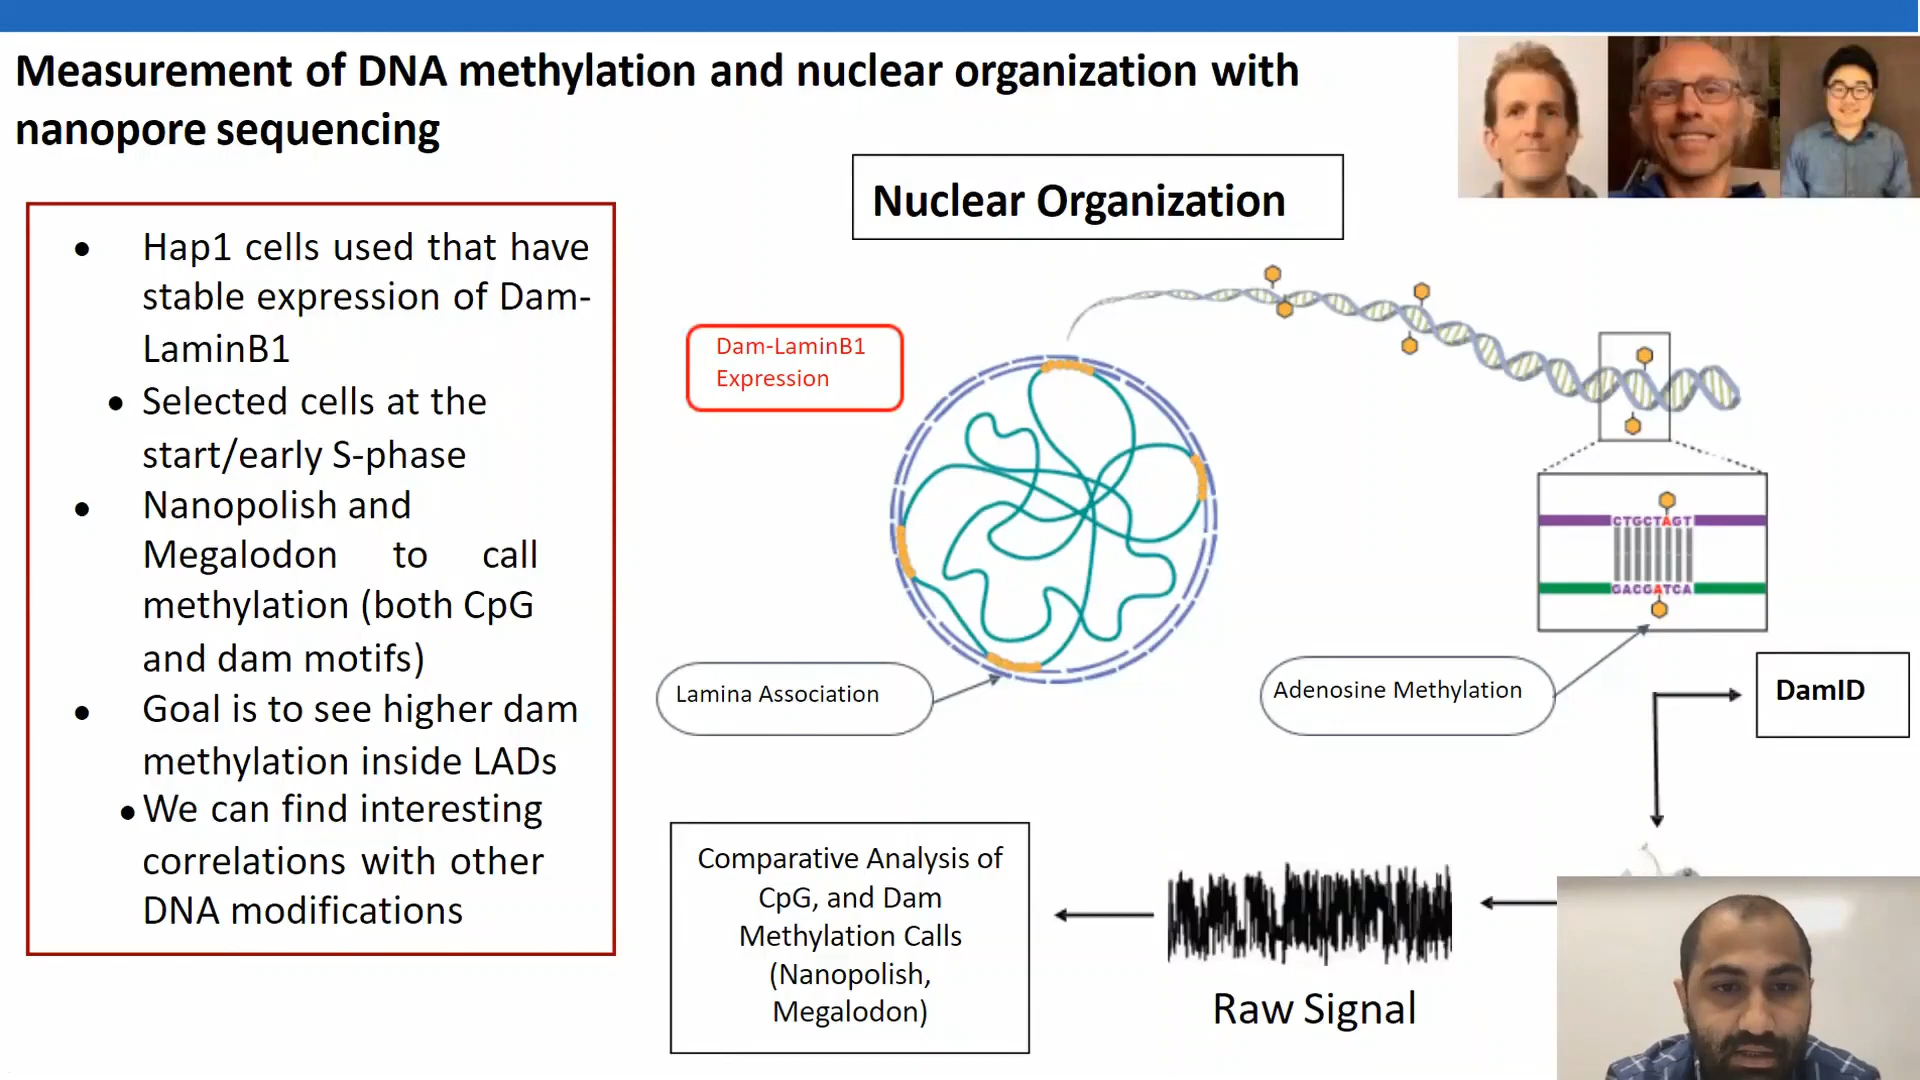 Measurement of DNA methylation and nuclear organization with
nanopore sequencing
Nuclear Organization
• Hap1 cells used that have
stable expression of Dam-
LaminB1
• Selected cells at the
start/early S-phase
• Nanopolish and
Megalodon to call
methylation (both CpG
and dam motifs)
• Goal is to see higher dam
methylation inside LADs
• We can find interesting
correlations with other
DNA modifications
Dam-LaminB1
Expression
CTGCTAGT
GACGATCA
Lamina Association
Adenosine Methylation
DamID
Comparative Analysis of
CpG, and Dam
Methylation Calls
(Nanopolish,
Megalodon)
Raw Signal